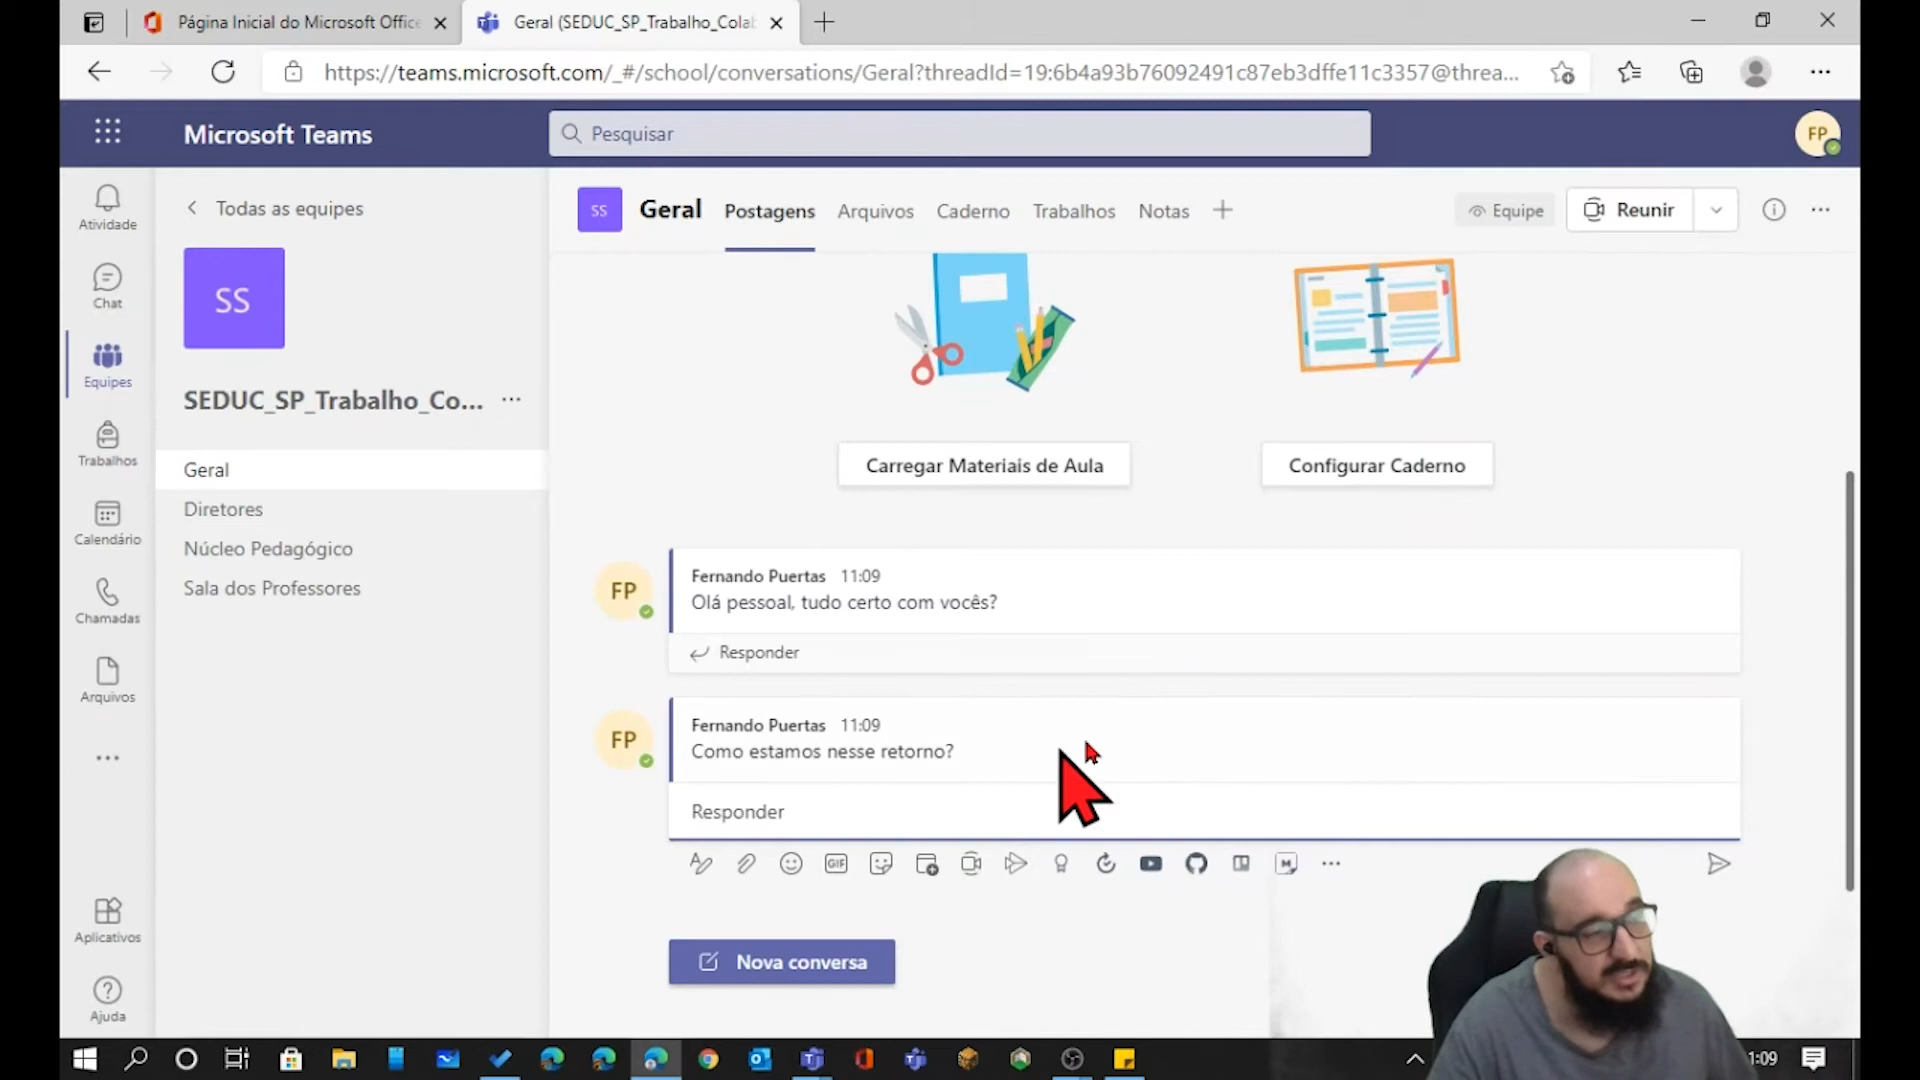 Página Inicial do Microsoft Office
Geral (SEDUC_SP_Trabalho_Colab
https://teams.microsoft.com/_#/school/conversations/Geral?threadId=19:6b4a93b76092491c87eb3dffe11c3357@threa...
Microsoft Teams
Pesquisar
FP
Atividade
Chat
Equipes
Trabalhos
Calendário
Chamadas
Arquivos
Aplicativos
Ajuda
Todas as equipes
SS
SEDUC_SP_Trabalho_Co...
Geral
Diretores
Núcleo Pedagógico
Sala dos Professores
SS
Geral
Postagens
Arquivos
Caderno
Trabalhos
Notas
Equipe
Reunir
Carregar Materiais de Aula
Configurar Caderno
FP
Fernando Puertas 11:09
Olá pessoal, tudo certo com vocês?
Responder
FP
Fernando Puertas 11:09
Como estamos nesse retorno?
Responder
GIF
Nova conversa
1:09